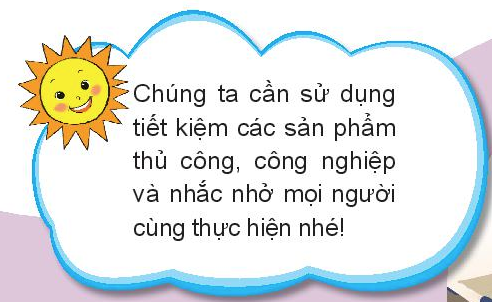 Chúng ta cần sử dụng
tiết kiệm các sản phẩm
thủ công, công nghiệp
và nhắc nhở mọi người
cùng thực hiện nhé!